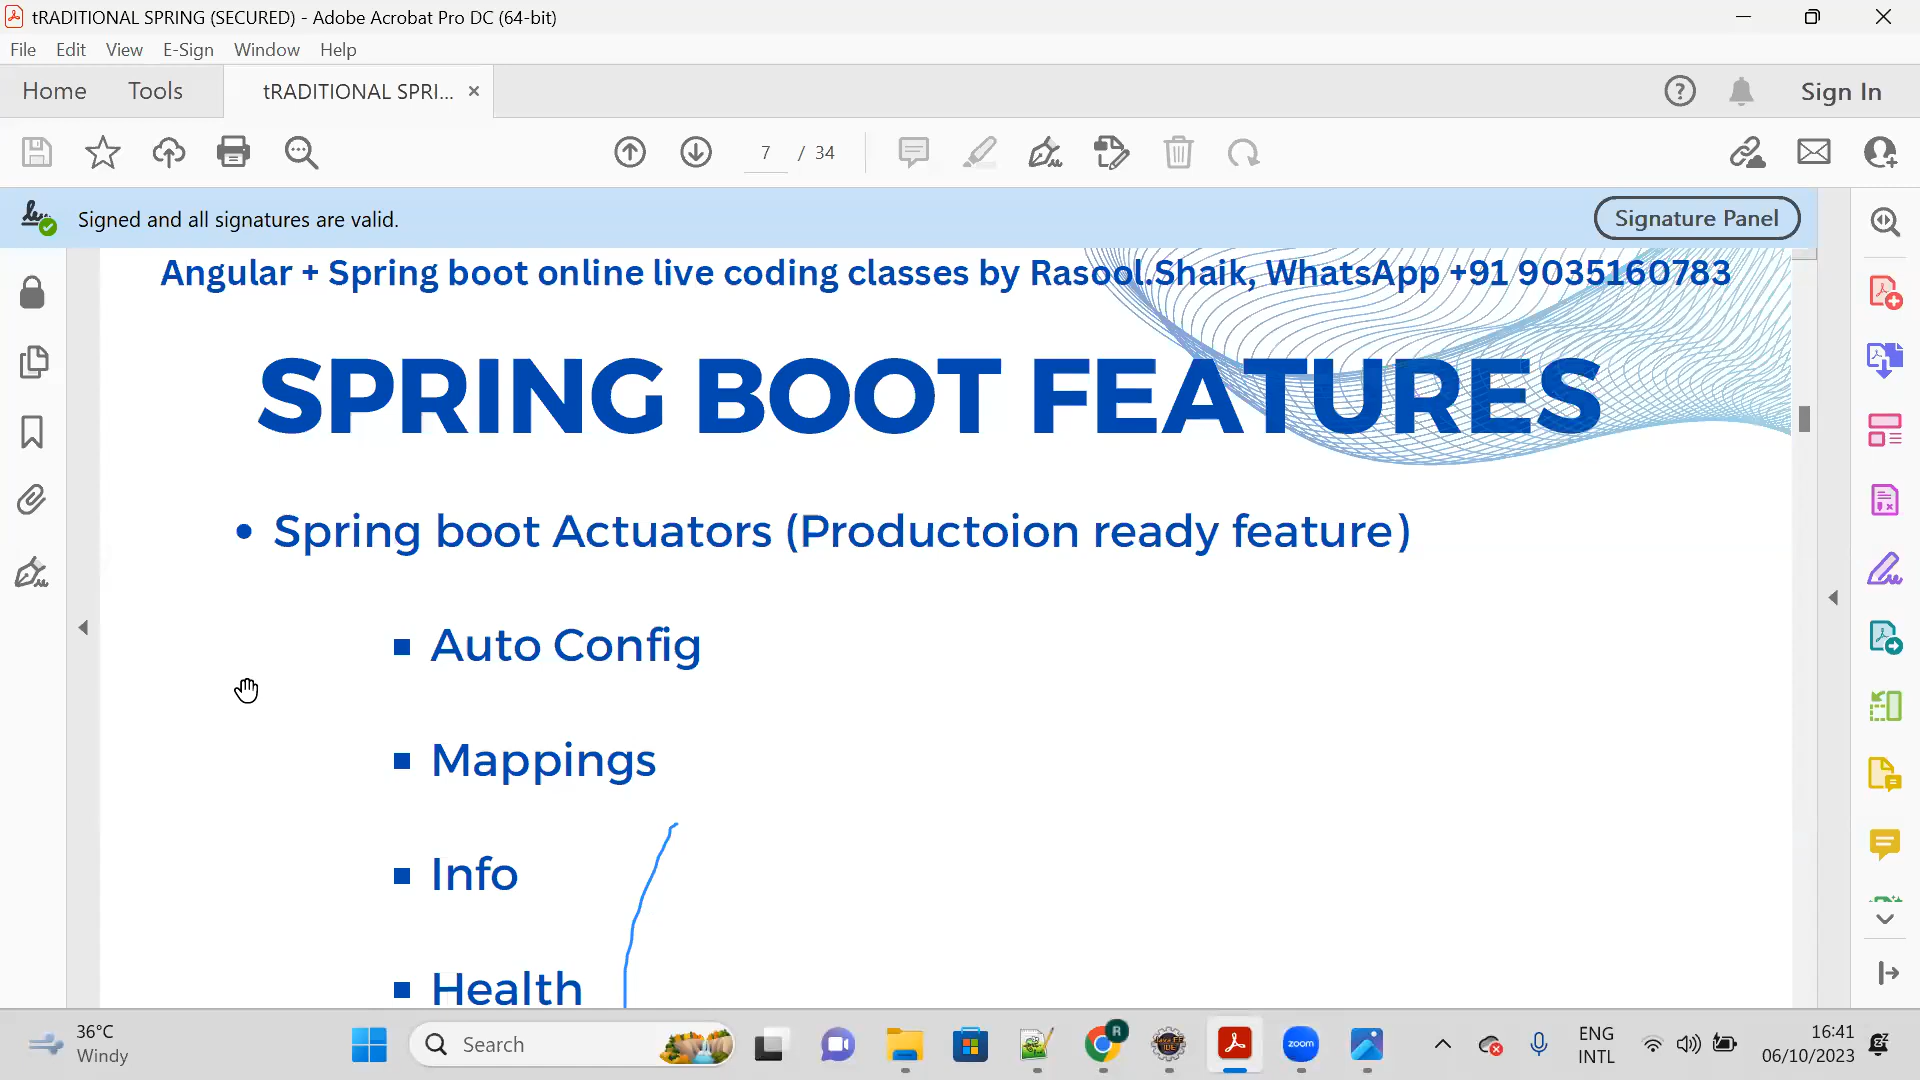 tRADITIONAL SPRING (SECURED) - Adobe Acrobat Pro DC (64-bit)
File Edit View E-Sign Window Help
Home Tools tRADITIONAL SPRI... × Sign In
7 / 34
Signed and all signatures are valid. Signature Panel
Angular + Spring boot online live coding classes by Rasool.Shaik, WhatsApp +91 9035160783
SPRING BOOT FEATURES
• Spring boot Actuators (Productoion ready feature)
▪ Auto Config
▪ Mappings
▪ Info
▪ Health
36°C
Windy
Search
R
Java EE
IDE
zoom
ENG
INTL
16:41
06/10/2023